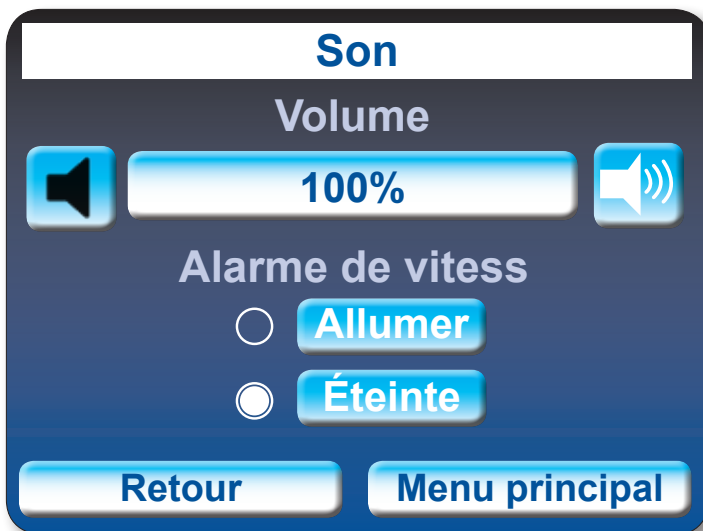 Son
Volume
100%
Alarme de vitess
Allumer
Éteinte
Retour
Menu principal